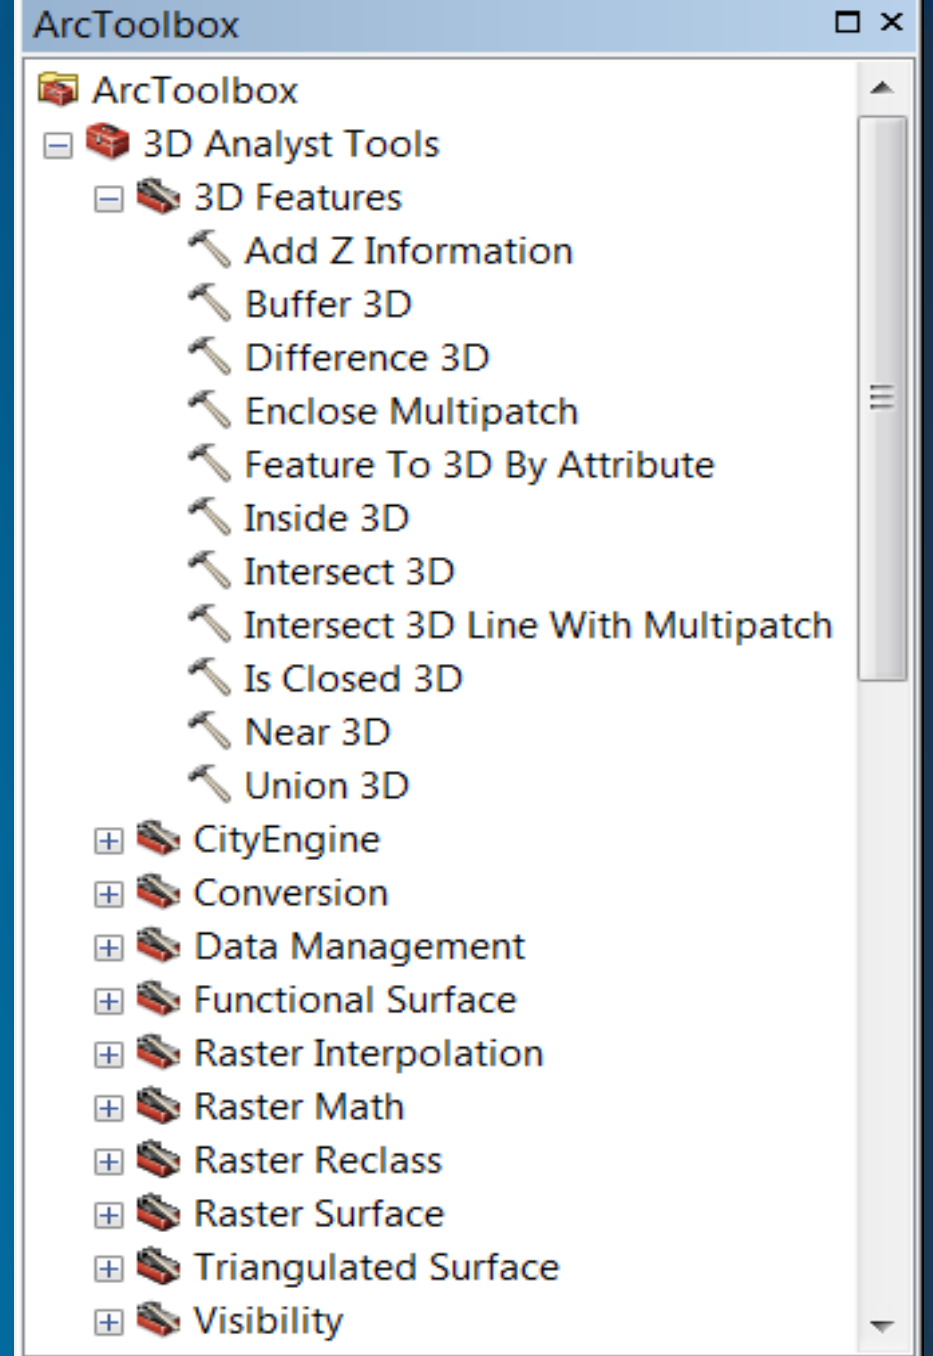 ArcToolbox
ArcToolbox
3D Analyst Tools
3D Features
Add Z Information
Buffer 3D
Difference 3D
Enclose Multipatch
Feature To 3D By Attribute
Inside 3D
Intersect 3D
Intersect 3D Line With Multipatch
Is Closed 3D
Near 3D
Union 3D
CityEngine
Conversion
Data Management
Functional Surface
Raster Interpolation
Raster Math
Raster Reclass
Raster Surface
Triangulated Surface
Visibility